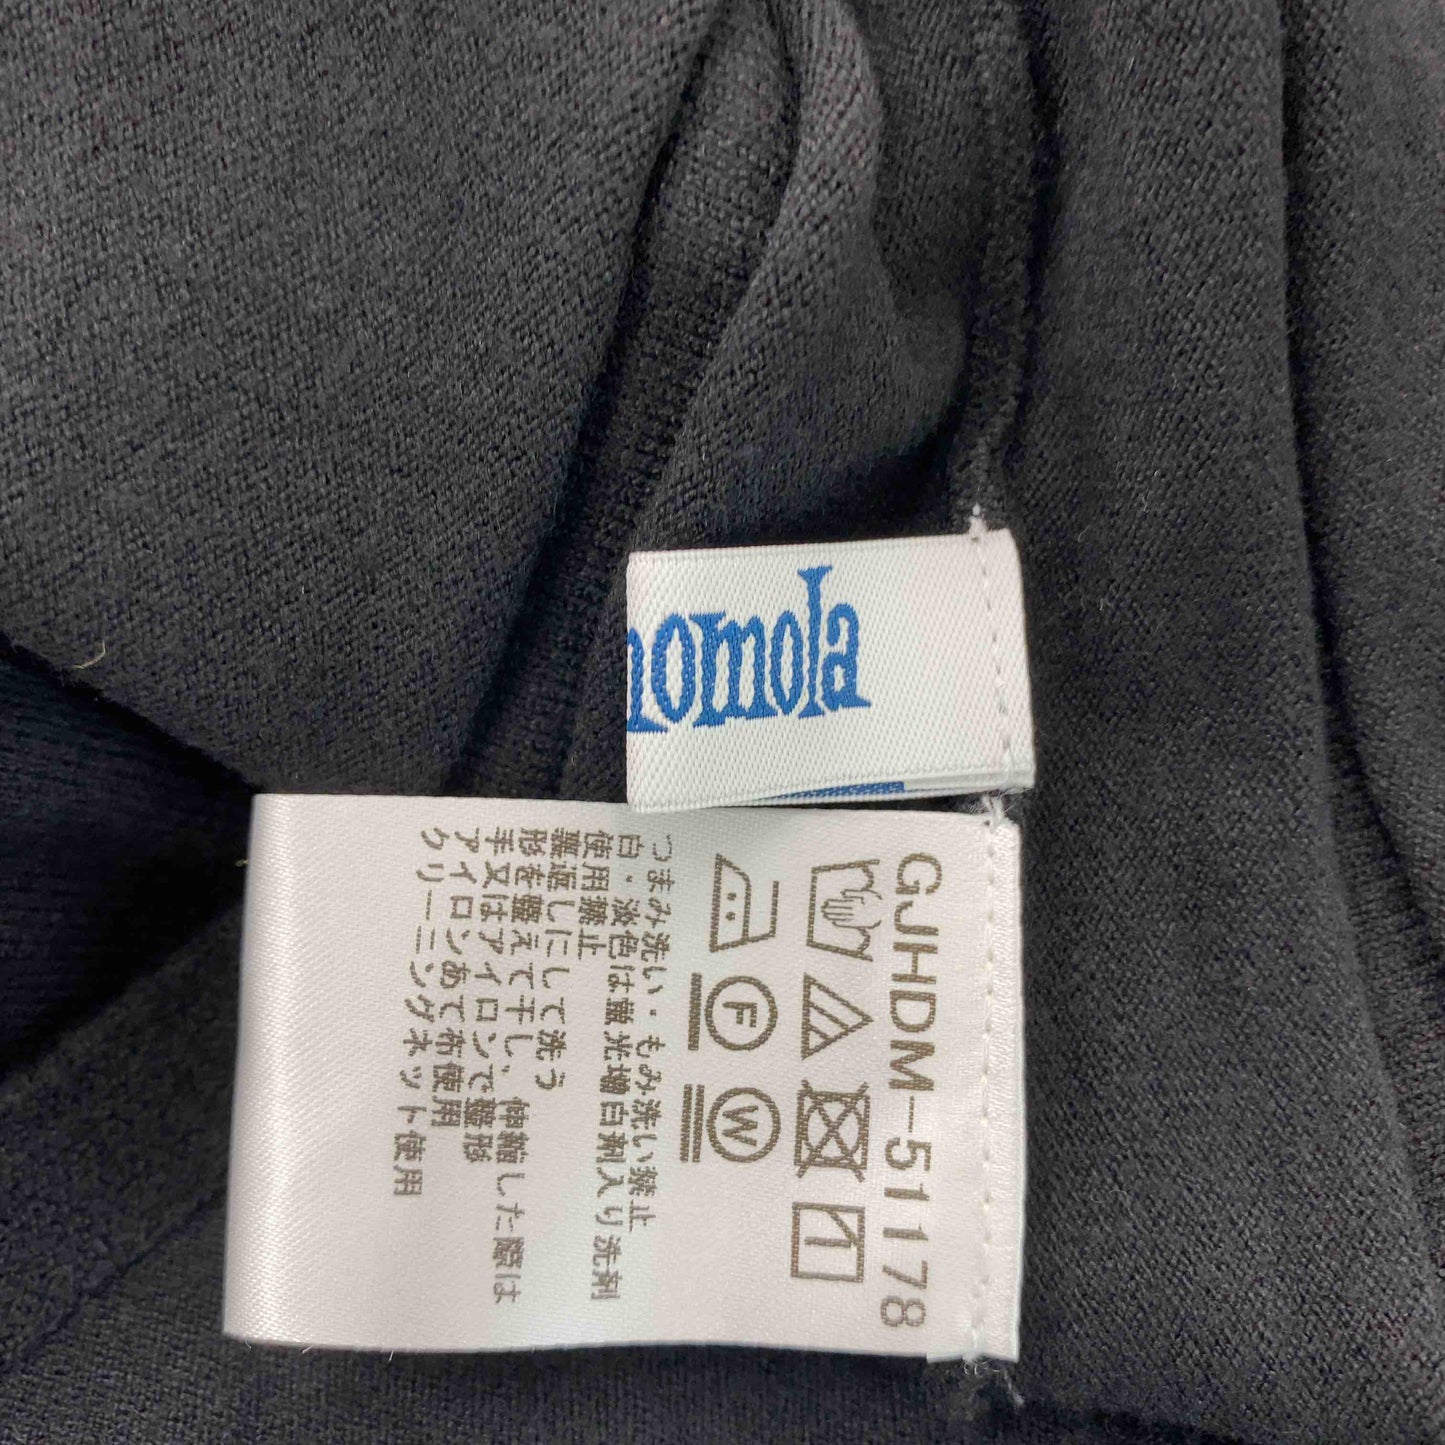 nomola
GJHDM-51178
F
W
つまみ洗い・もみ洗い禁止
白・淡色は蛍光増白剤入り洗剤
使用禁止
裏返しにして洗う
形を整えて干し、伸縮した際は
手又はアイロンで整形
アイロンあて布使用
クリーニングネット使用